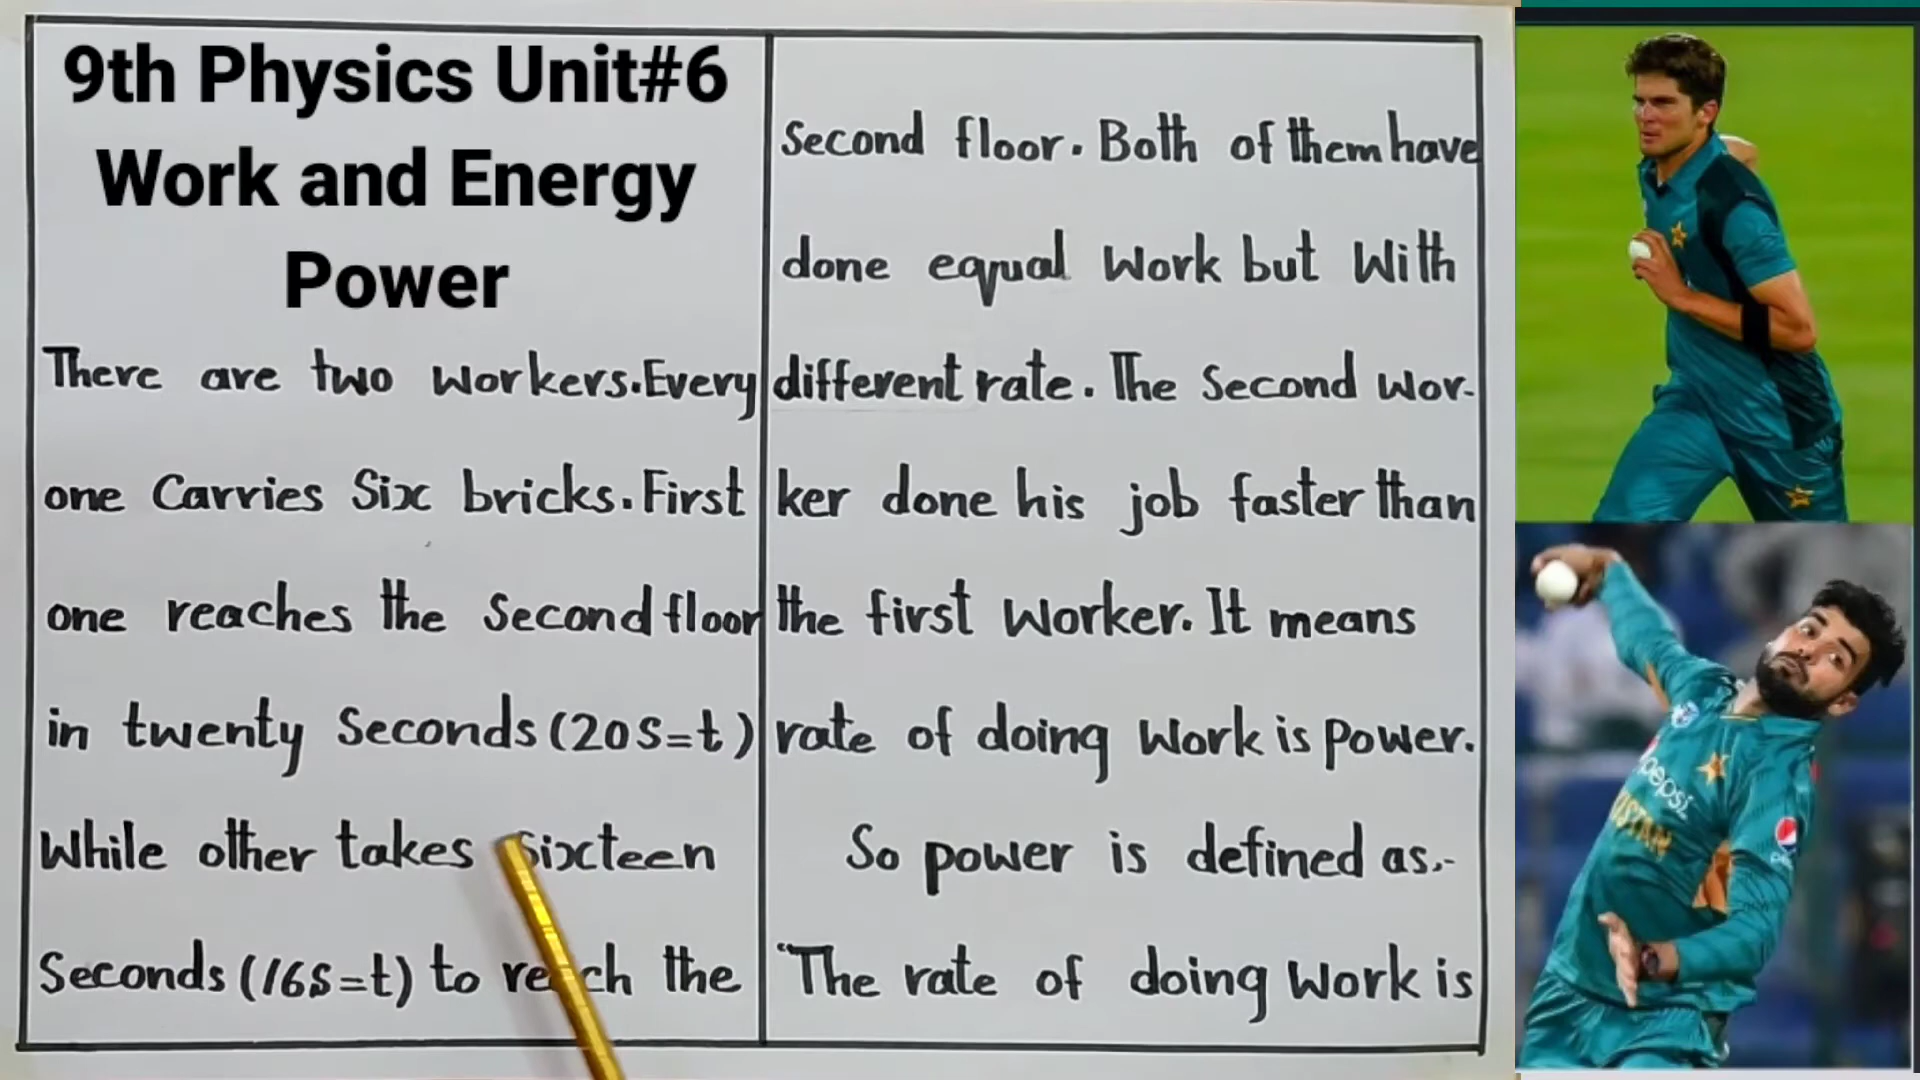 9th Physics Unit#6
Work and Energy
Power
There are two workers. Every
one Carries Six bricks. First
one reaches the Second floor
in twenty Seconds (20S=t)
While other takes Sixteen
Seconds (16S=t) to reach the
Second floor. Both of them have
done equal Work but With
different rate. The Second wor-
ker done his job faster than
the first Worker. It means
rate of doing Work is power.
So power is defined as.-
"The rate of doing Work is
pepsi